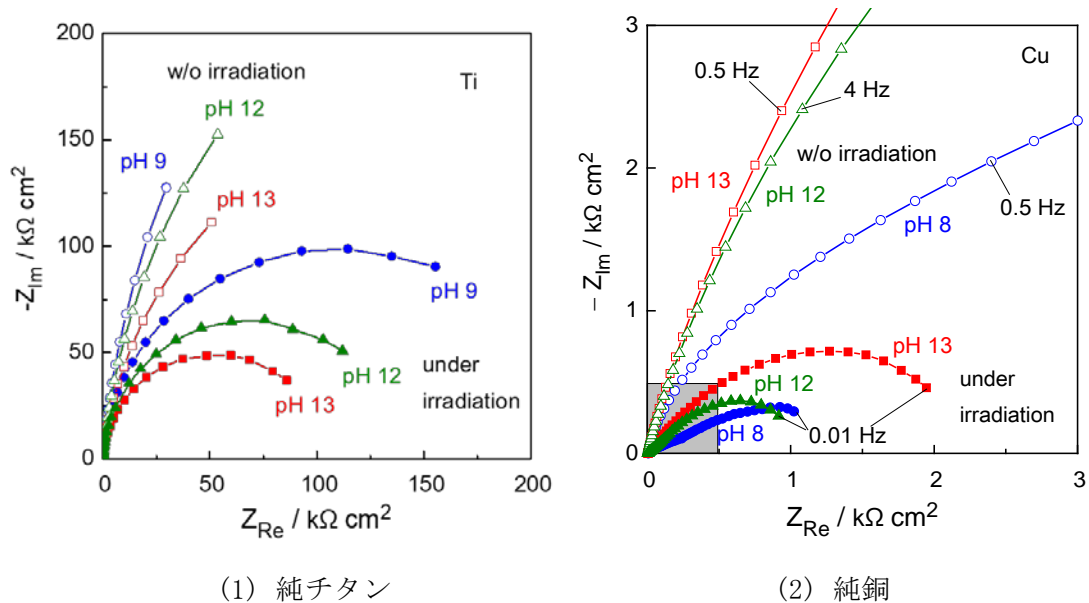 200
150
100
50
0
-Z_Im / kΩ cm²
w/o irradiation
Ti
pH 12
pH 9
pH 13
pH 9
pH 12
pH 13
under
irradiation
0
50
100
150
200
Z_Re / kΩ cm²
(1) 純チタン
3
2
1
0
− Z_Im / kΩ cm²
Cu
0.5 Hz
4 Hz
w/o irradiation
pH 13
pH 12
pH 8
0.5 Hz
pH 13
pH 12
pH 8
0.01 Hz
under
irradiation
0
1
2
3
Z_Re / kΩ cm²
(2) 純銅